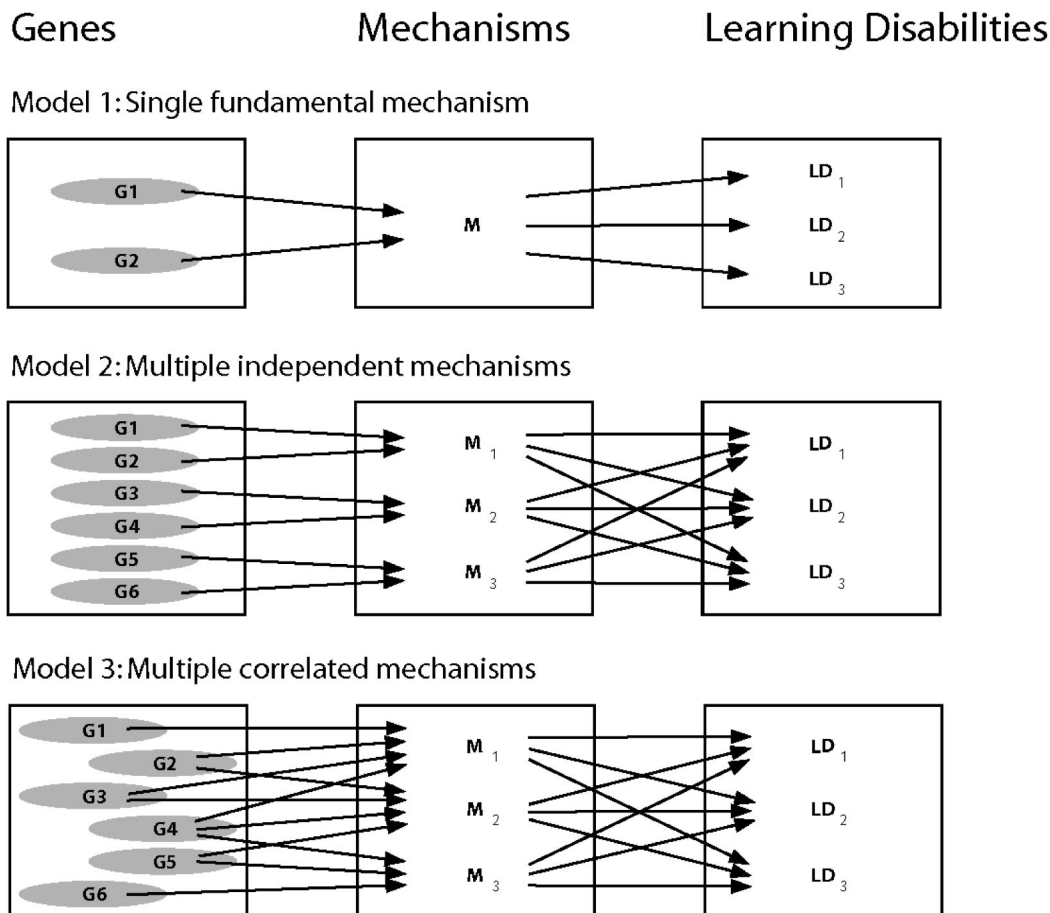 Genes Mechanisms Learning Disabilities
Model 1: Single fundamental mechanism
G1
G2
M
LD 1
LD 2
LD 3
Model 2: Multiple independent mechanisms
G1
G2
G3
G4
G5
G6
M 1
M 2
M 3
LD 1
LD 2
LD 3
Model 3: Multiple correlated mechanisms
G1
G2
G3
G4
G5
G6
M 1
M 2
M 3
LD 1
LD 2
LD 3